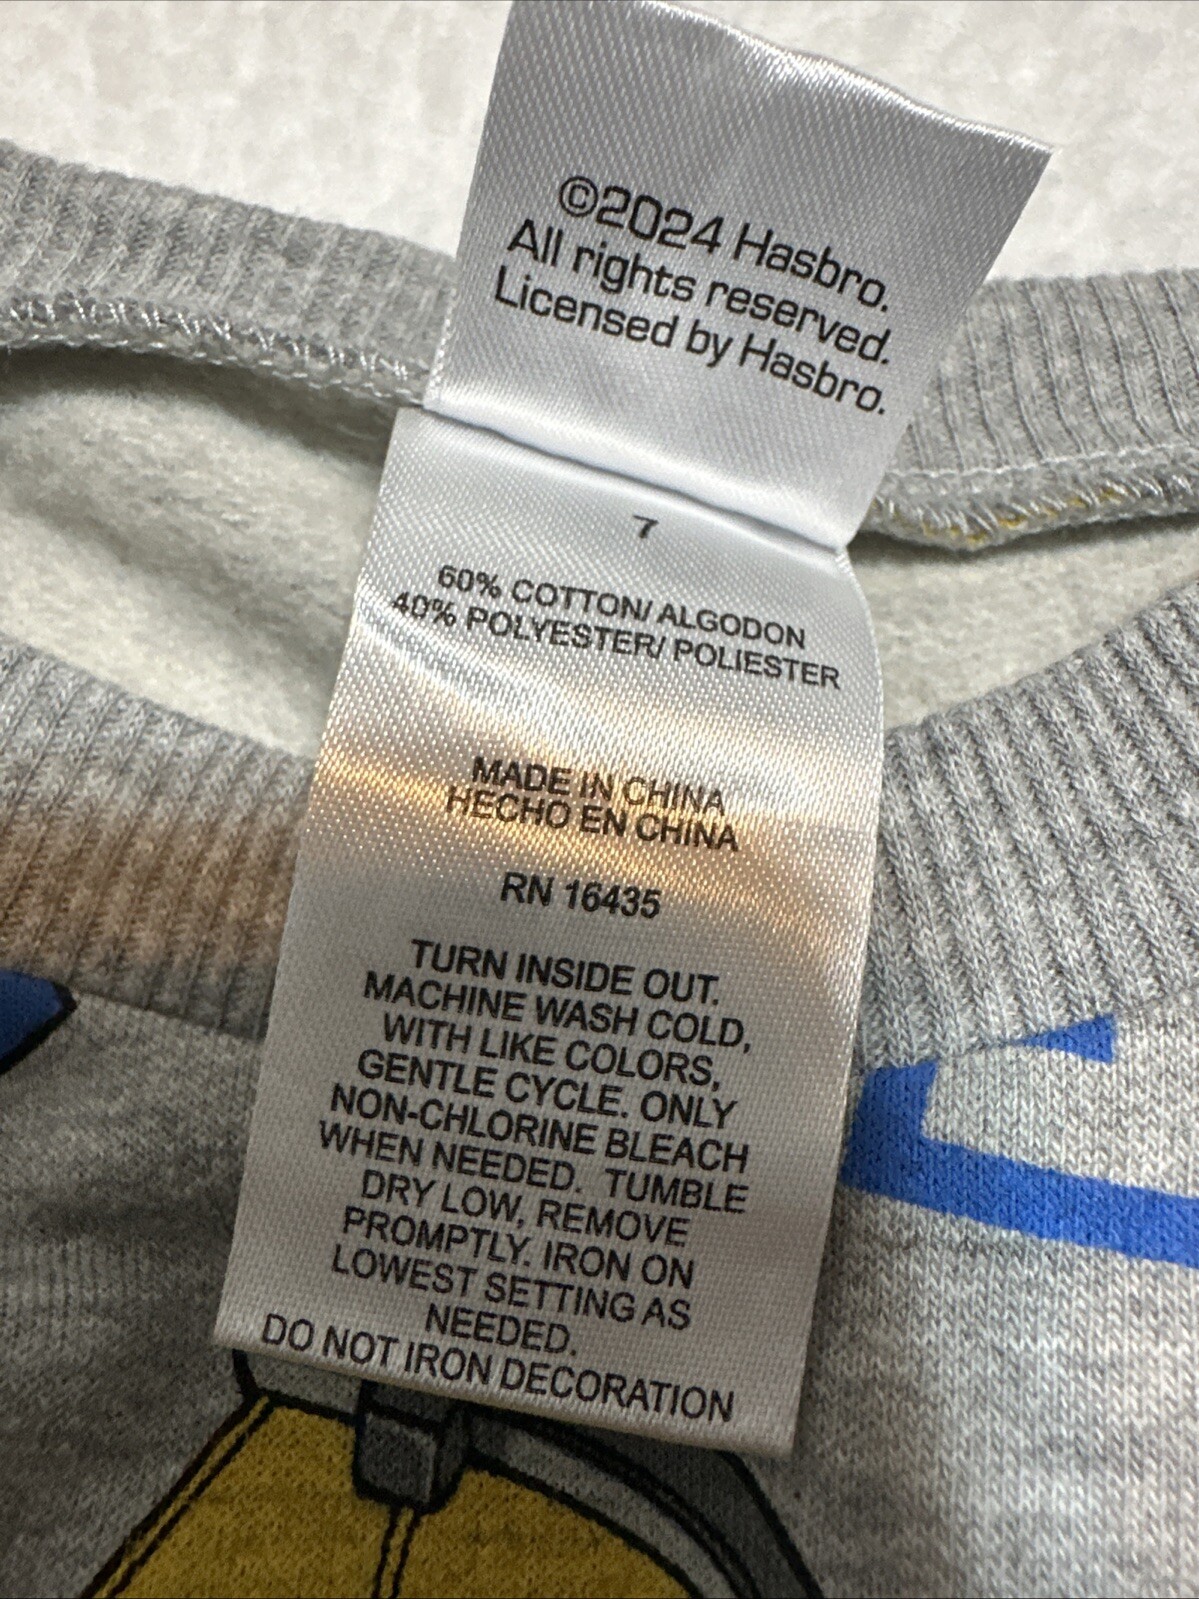 ©2024 Hasbro.
All rights reserved.
Licensed by Hasbro.
7
60% COTTON/ ALGODON
40% POLYESTER/ POLIESTER
MADE IN CHINA
HECHO EN CHINA
RN 16435
TURN INSIDE OUT.
MACHINE WASH COLD,
WITH LIKE COLORS,
GENTLE CYCLE. ONLY
NON-CHLORINE BLEACH
WHEN NEEDED. TUMBLE
DRY LOW, REMOVE
PROMPTLY. IRON ON
LOWEST SETTING AS
NEEDED.
DO NOT IRON DECORATION